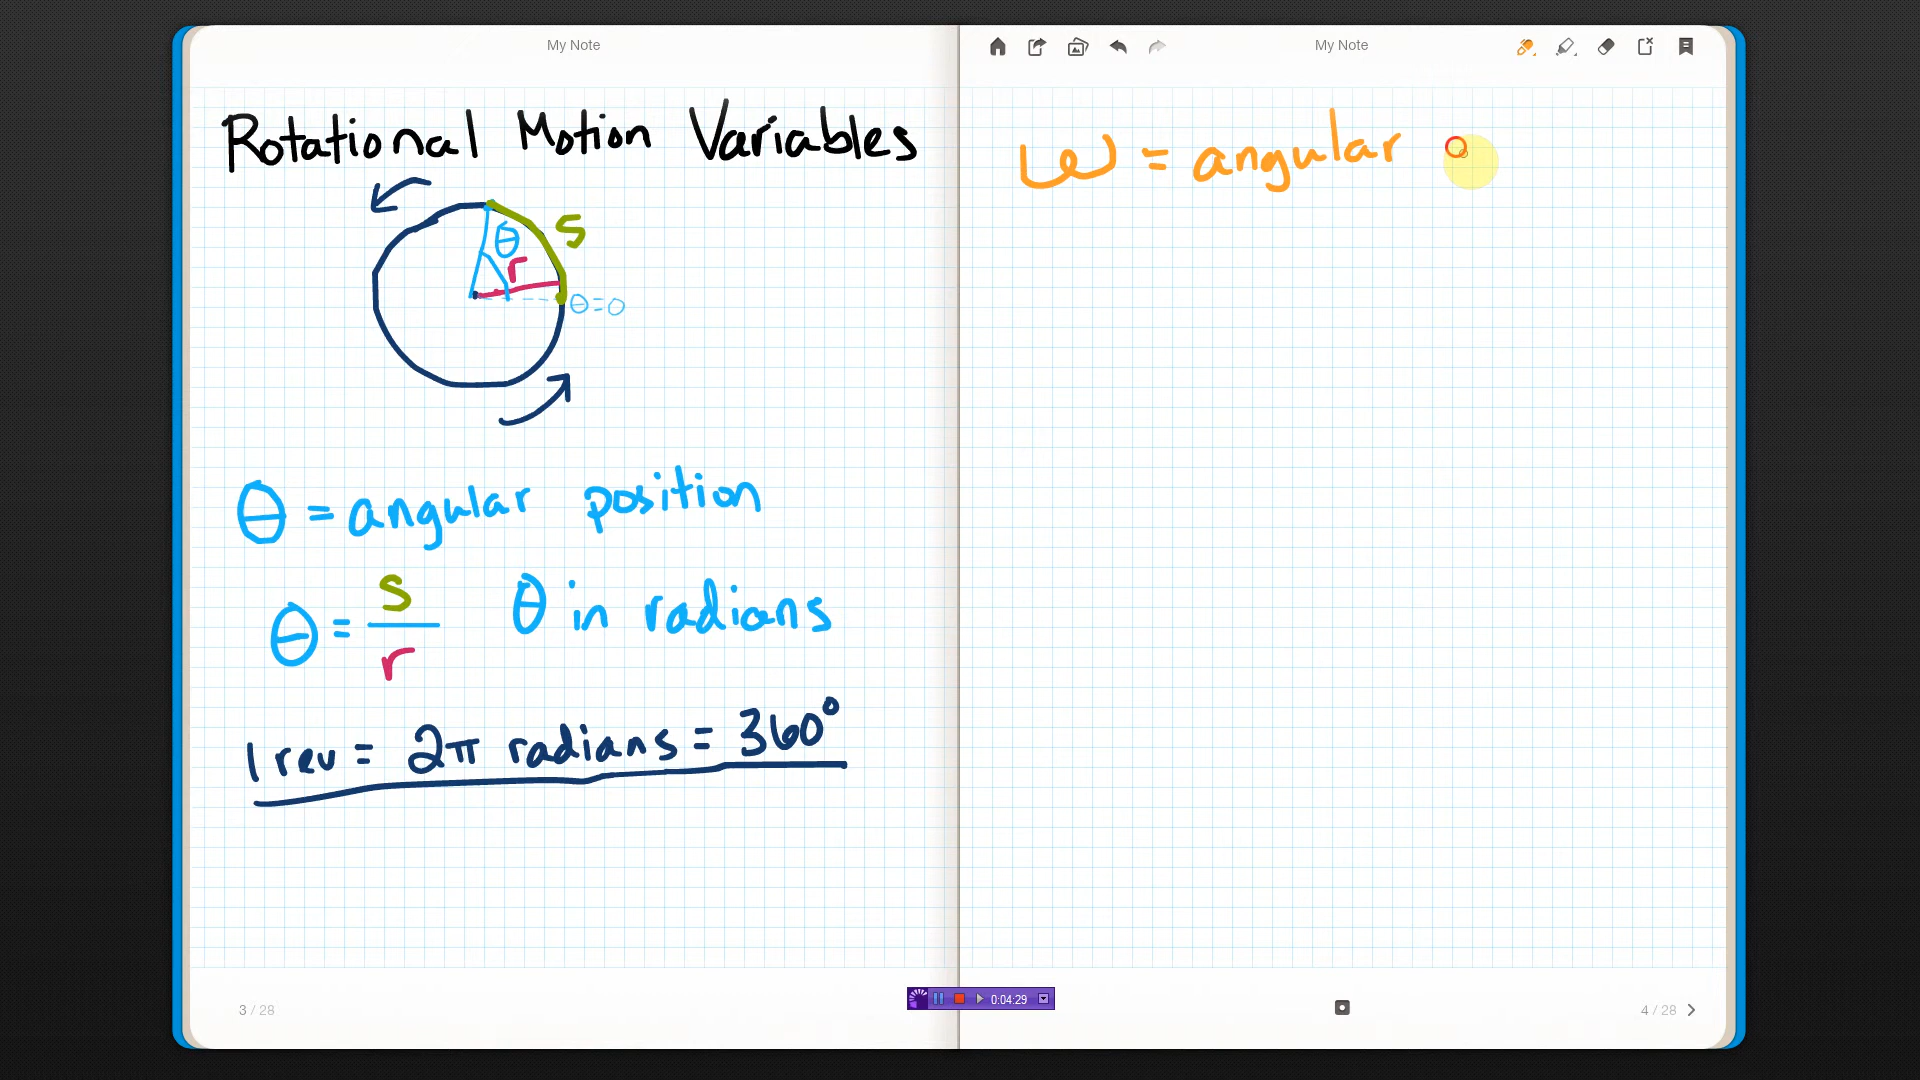 My Note
Rotational Motion Variables
s
θ
r
θ=0
θ = angular position
θ = s/r θ in radians
1 rev = 2π radians = 360°
3 / 28
My Note
ω = angular
0:04:29
4 / 28